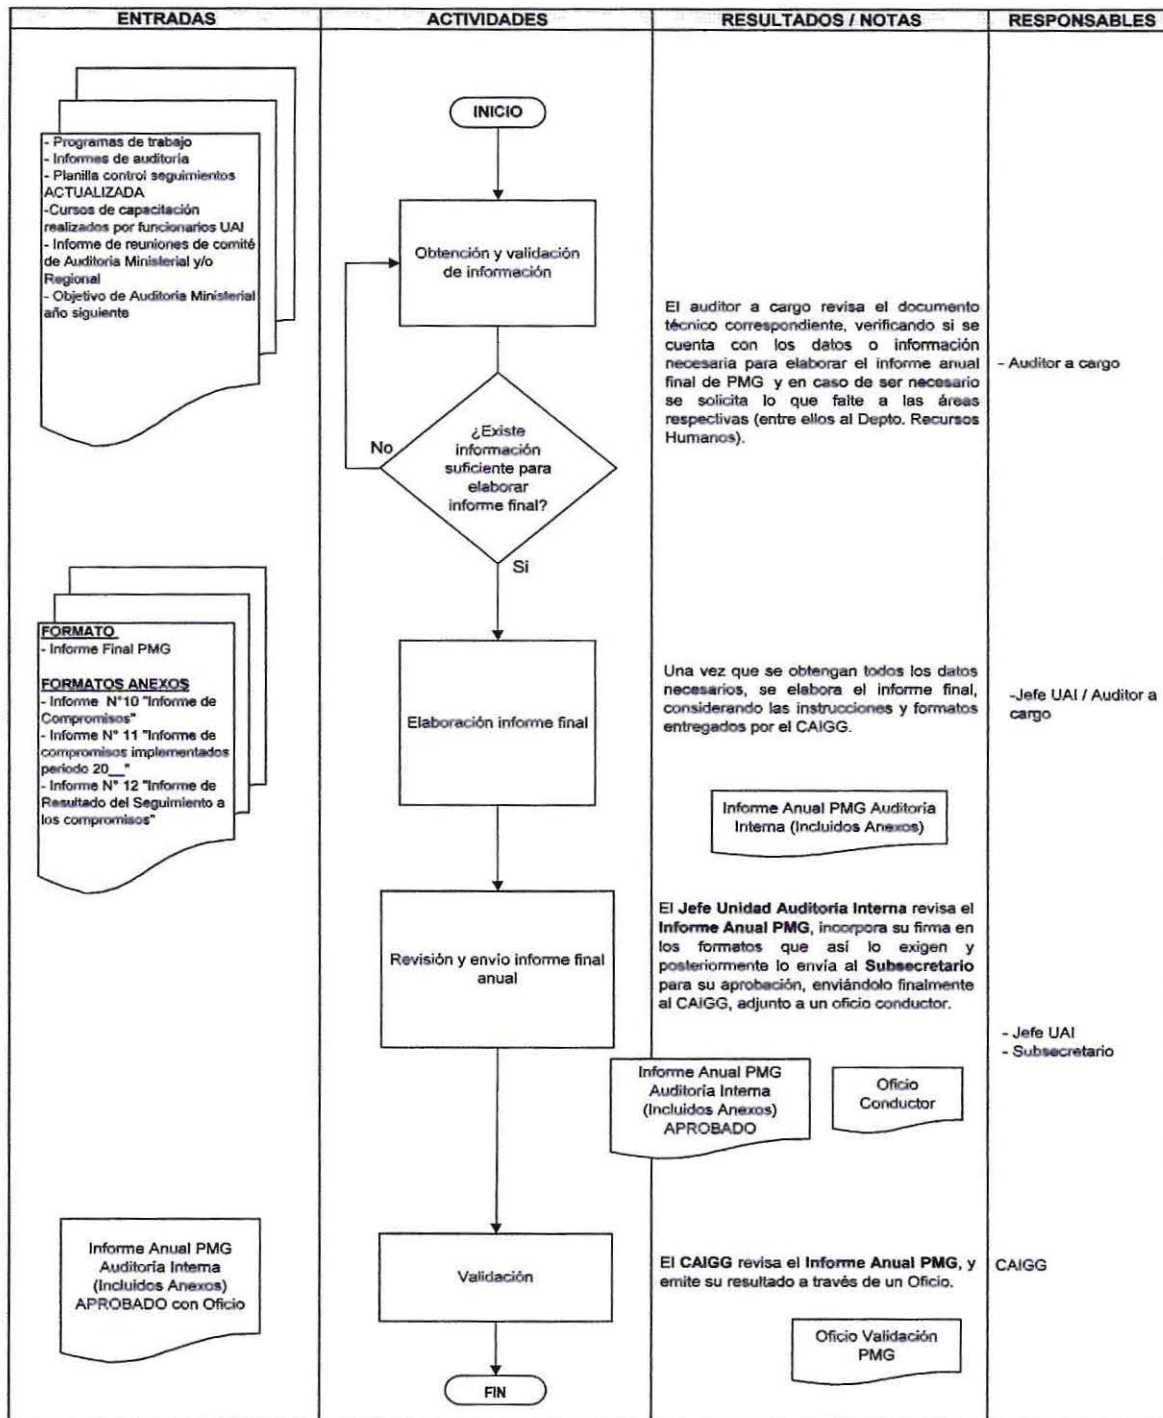 ENTRADAS
ACTIVIDADES
RESULTADOS / NOTAS
RESPONSABLES
- Programas de trabajo
- Informes de auditoría
- Planilla control seguimientos
ACTUALIZADA
-Cursos de capacitación
realizados por funcionarios UAI
- Informe de reuniones de comité
de Auditoria Ministerial y/o
Regional
- Objetivo de Auditoria Ministerial
año siguiente
INICIO
Obtención y validación
de información
El auditor a cargo revisa el documento
técnico correspondiente, verificando si se
cuenta con los datos o información
necesaria para elaborar el informe anual
final de PMG y en caso de ser necesario
se solicita lo que falte a las áreas
respectivas (entre ellos al Depto. Recursos
Humanos).
- Auditor a cargo
¿Existe
información
suficiente para
elaborar
informe final?
No
Si
FORMATO
- Informe Final PMG
FORMATOS ANEXOS
- Informe N°10 "Informe de
Compromisos"
- Informe N° 11 "Informe de
compromisos implementados
periodo 20__"
- Informe N° 12 "Informe de
Resultado del Seguimiento a
los compromisos"
Elaboración informe final
Una vez que se obtengan todos los datos
necesarios, se elabora el informe final,
considerando las instrucciones y formatos
entregados por el CAIGG.
-Jefe UAI / Auditor a
cargo
Informe Anual PMG Auditoría
Interna (Incluidos Anexos)
Revisión y envío informe final
anual
El Jefe Unidad Auditoría Interna revisa el
Informe Anual PMG, incorpora su firma en
los formatos que así lo exigen y
posteriormente lo envía al Subsecretario
para su aprobación, enviándolo finalmente
al CAIGG, adjunto a un oficio conductor.
- Jefe UAI
- Subsecretario
Informe Anual PMG
Auditoría Interna
(Incluidos Anexos)
APROBADO
Oficio
Conductor
Informe Anual PMG
Auditoría Interna
(Incluidos Anexos)
APROBADO con Oficio
Validación
El CAIGG revisa el Informe Anual PMG, y
emite su resultado a través de un Oficio.
CAIGG
Oficio Validación
PMG
FIN